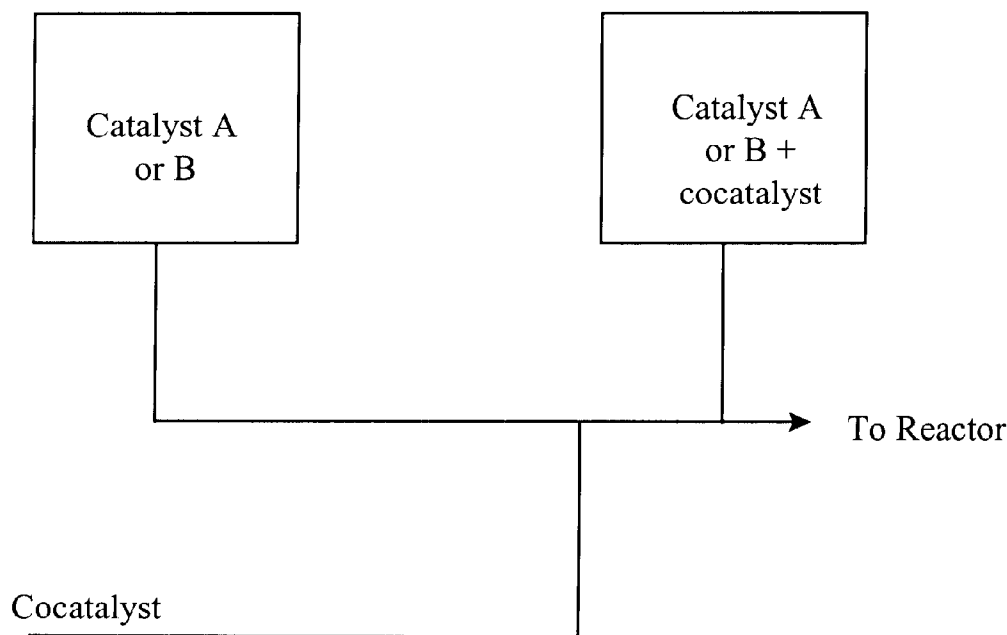 Catalyst A
or B
Catalyst A
or B +
cocatalyst
To Reactor
Cocatalyst